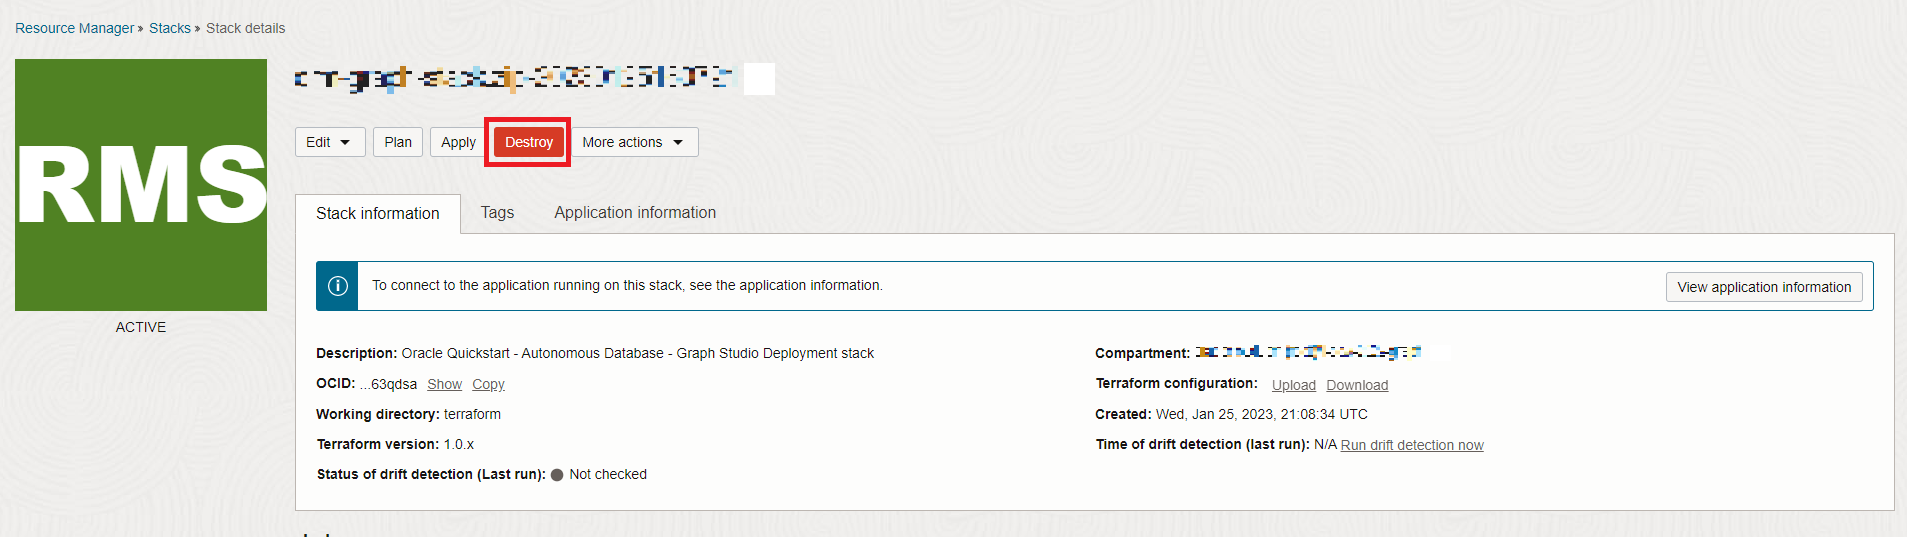 Resource Manager » Stacks » Stack details
RMS
ACTIVE
Edit Plan Apply Destroy More actions
Stack information Tags Application information
To connect to the application running on this stack, see the application information. View application information
Description: Oracle Quickstart - Autonomous Database - Graph Studio Deployment stack
OCID: ...63qdsa Show Copy
Working directory: terraform
Terraform version: 1.0.x
Status of drift detection (Last run): Not checked
Compartment:
Terraform configuration: Upload Download
Created: Wed, Jan 25, 2023, 21:08:34 UTC
Time of drift detection (last run): N/A Run drift detection now